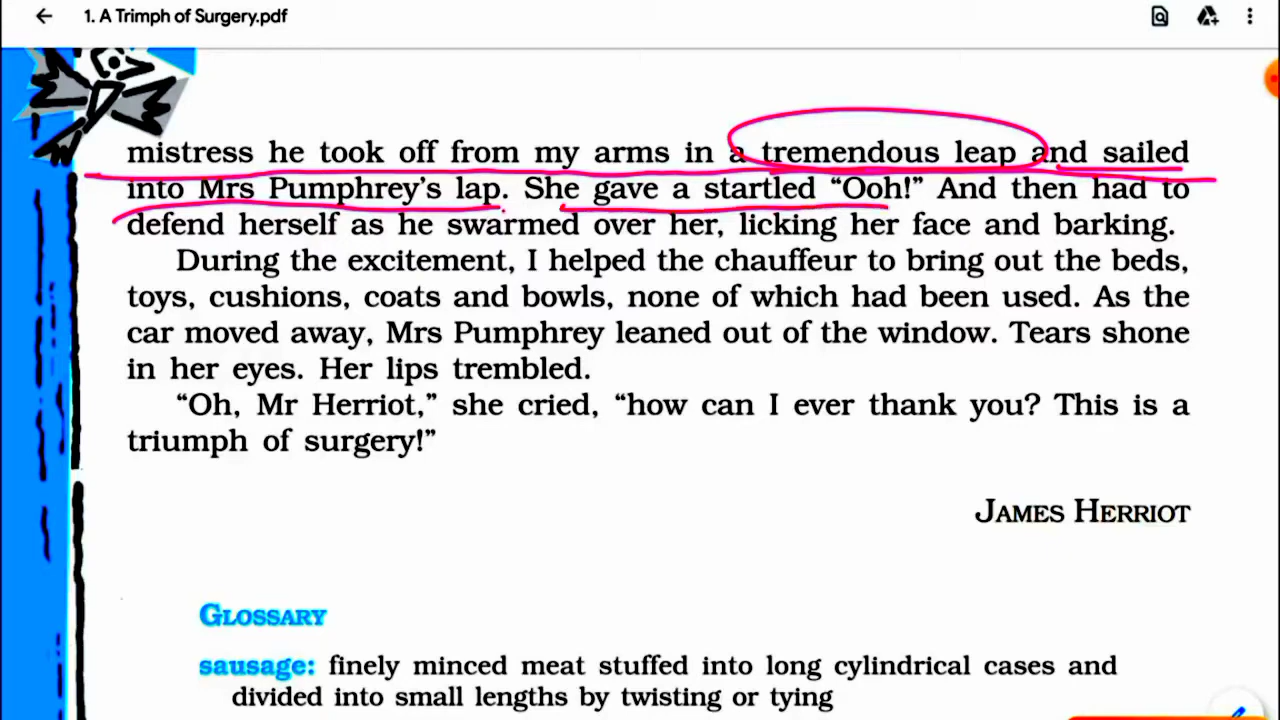 1. A Trimph of Surgery.pdf
mistress he took off from my arms in a tremendous leap and sailed
into Mrs Pumphrey’s lap. She gave a startled “Ooh!” And then had to
defend herself as he swarmed over her, licking her face and barking.
During the excitement, I helped the chauffeur to bring out the beds,
toys, cushions, coats and bowls, none of which had been used. As the
car moved away, Mrs Pumphrey leaned out of the window. Tears shone
in her eyes. Her lips trembled.
“Oh, Mr Herriot,” she cried, “how can I ever thank you? This is a
triumph of surgery!”
JAMES HERRIOT
GLOSSARY
sausage: finely minced meat stuffed into long cylindrical cases and
divided into small lengths by twisting or tying